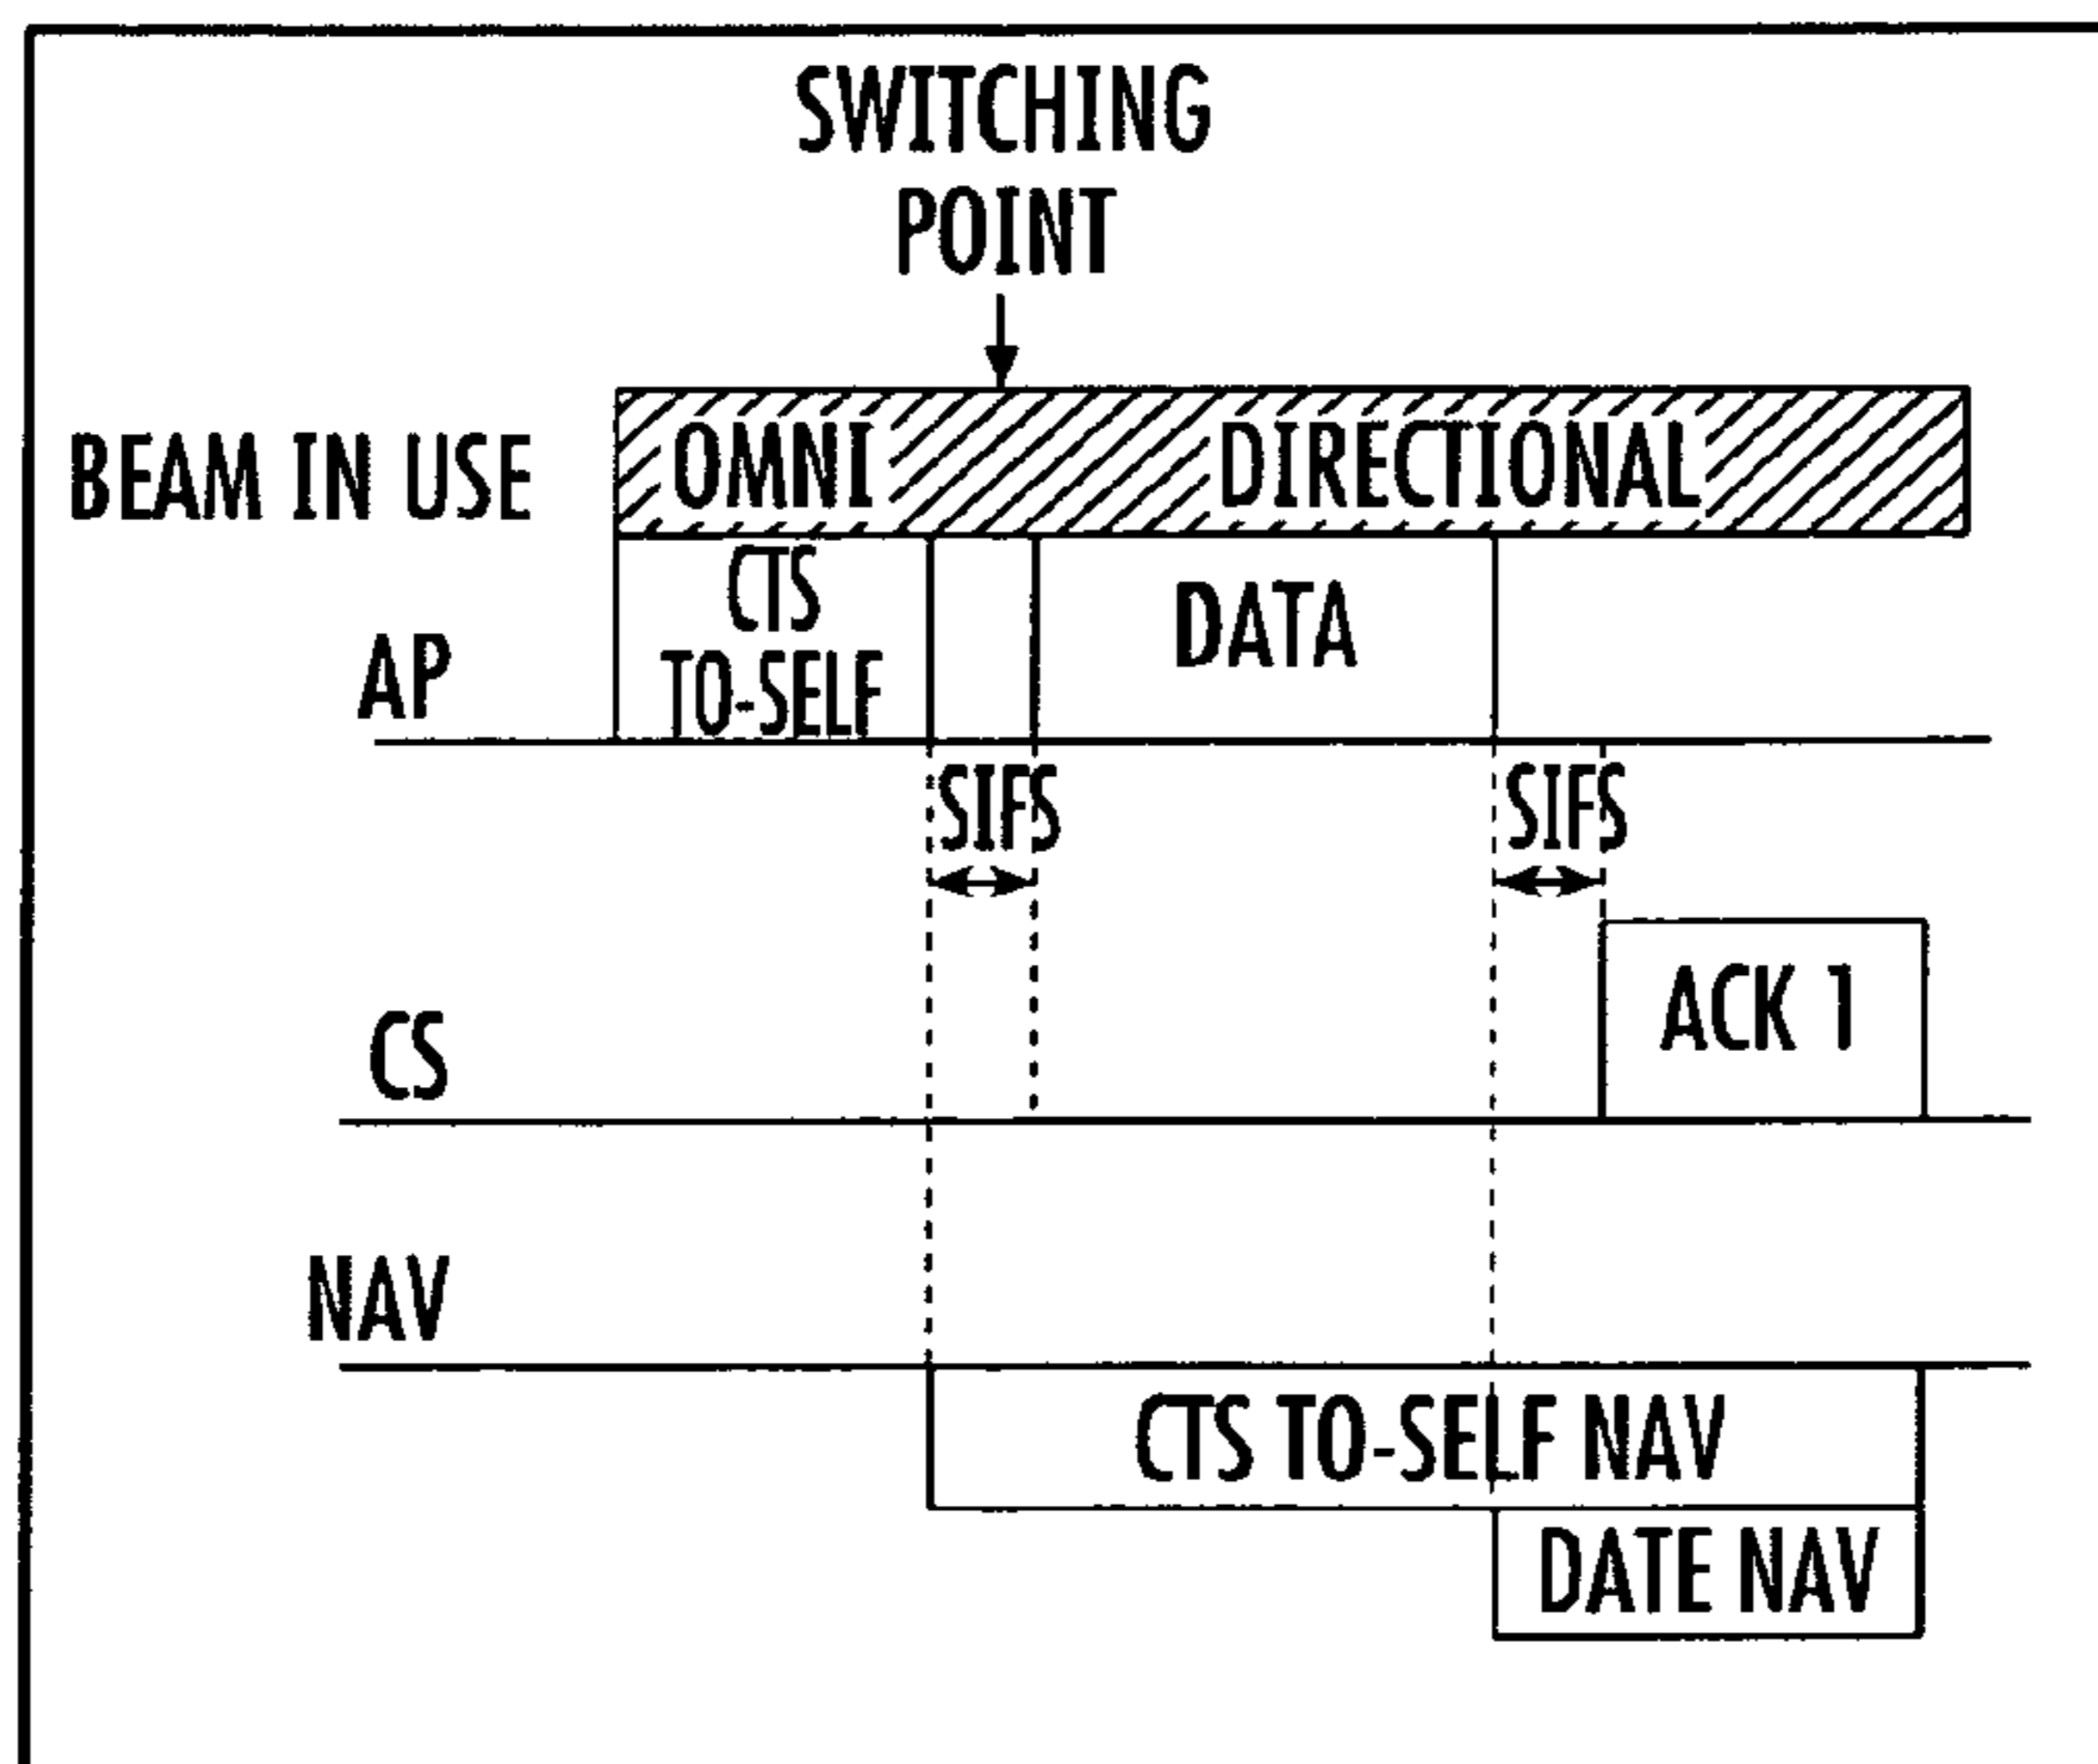 SWITCHING
POINT
BEAM IN USE
OMNI
DIRECTIONAL
AP
CTS
TO-SELF
DATA
SIFS
SIFS
CS
ACK 1
NAV
CTS TO-SELF NAV
DATE NAV